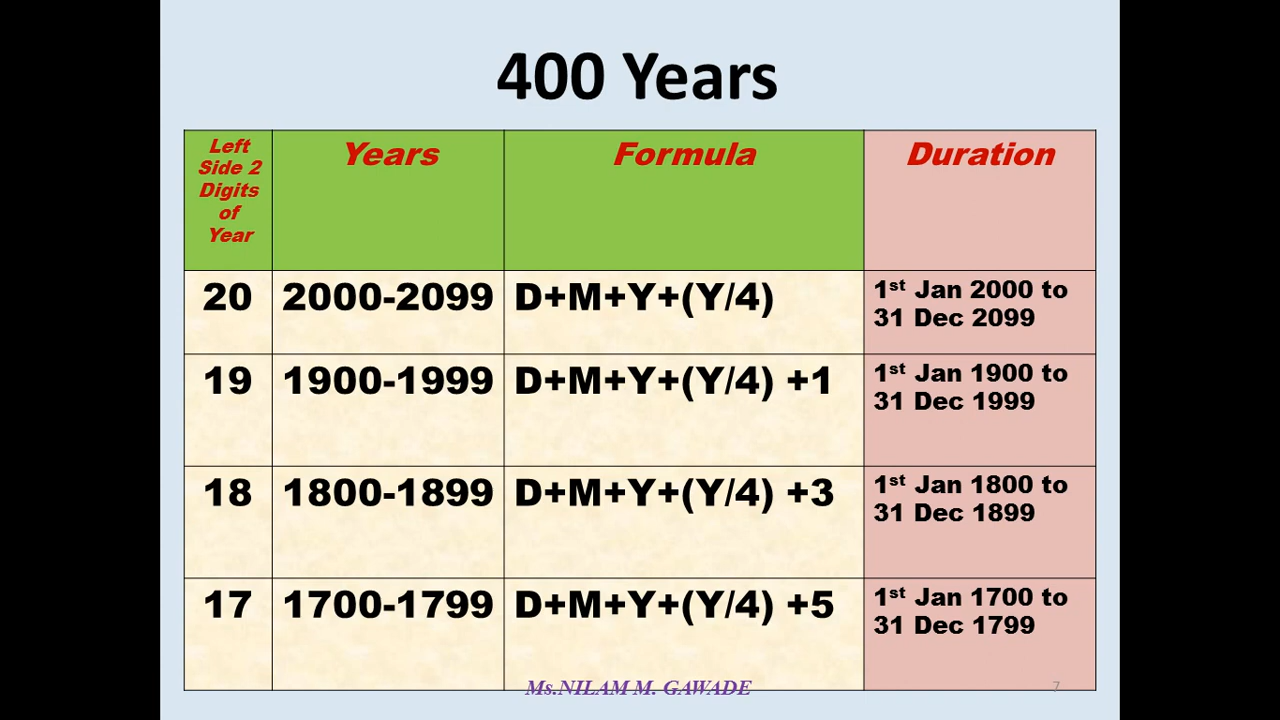 400 Years
Left
Side 2
Digits
of
Year
Years
Formula
Duration
20
2000-2099
D+M+Y+(Y/4)
1st Jan 2000 to
31 Dec 2099
19
1900-1999
D+M+Y+(Y/4) +1
1st Jan 1900 to
31 Dec 1999
18
1800-1899
D+M+Y+(Y/4) +3
1st Jan 1800 to
31 Dec 1899
17
1700-1799
D+M+Y+(Y/4) +5
1st Jan 1700 to
31 Dec 1799
Ms.NILAM M. GAWADE
7